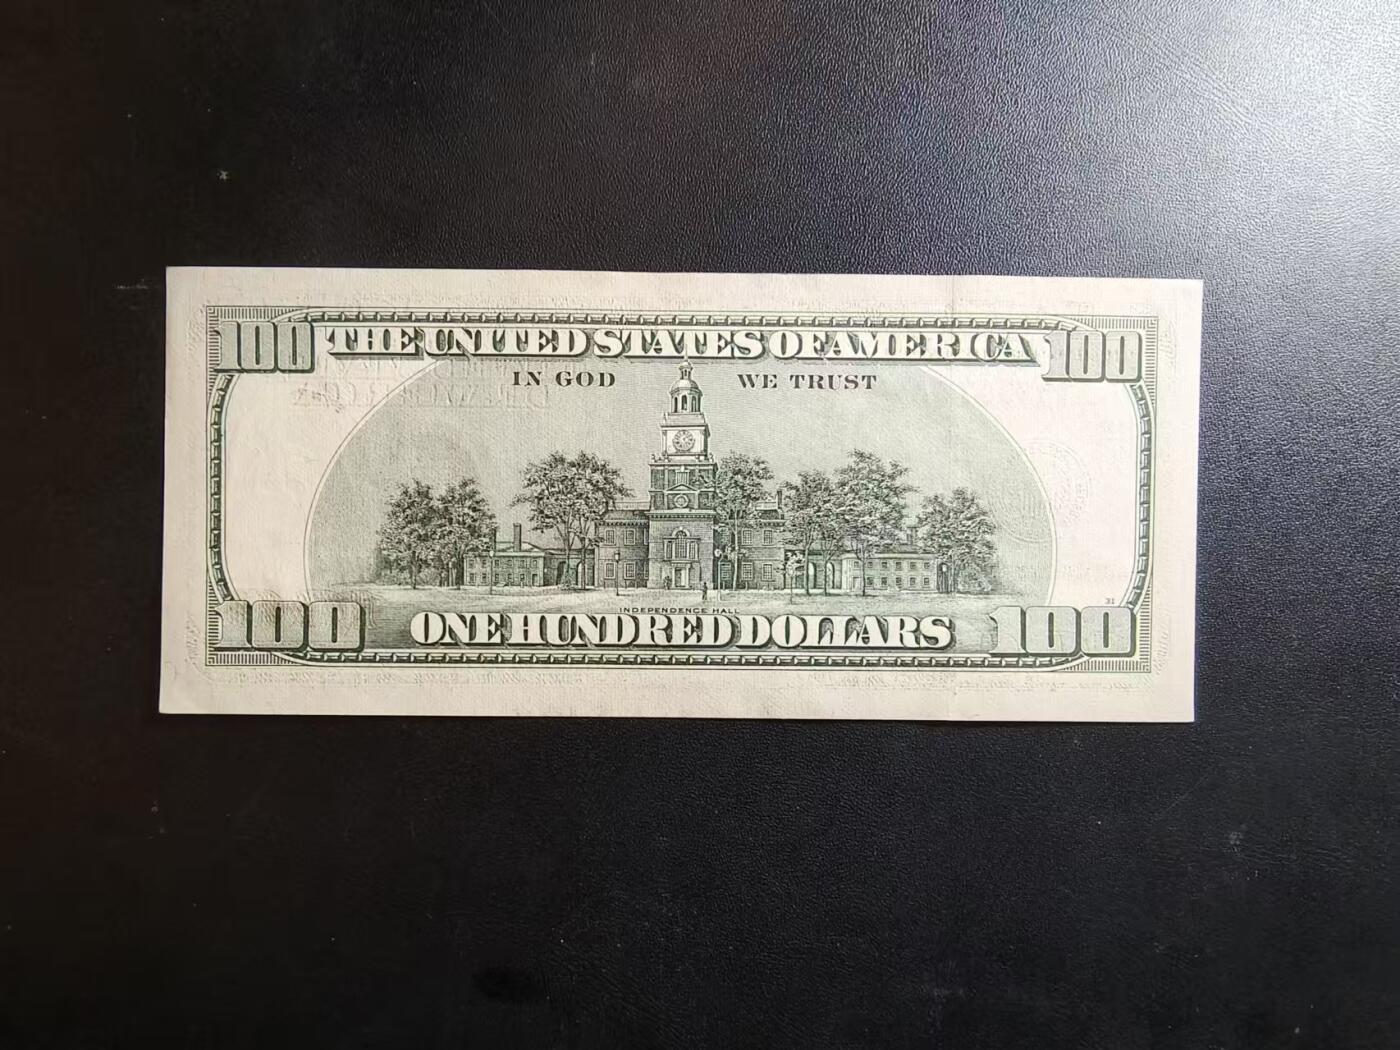 100 THE UNITED STATES OF AMERICA 100
IN GOD WE TRUST
31
INDEPENDENCE HALL
100 ONE HUNDRED DOLLARS 100